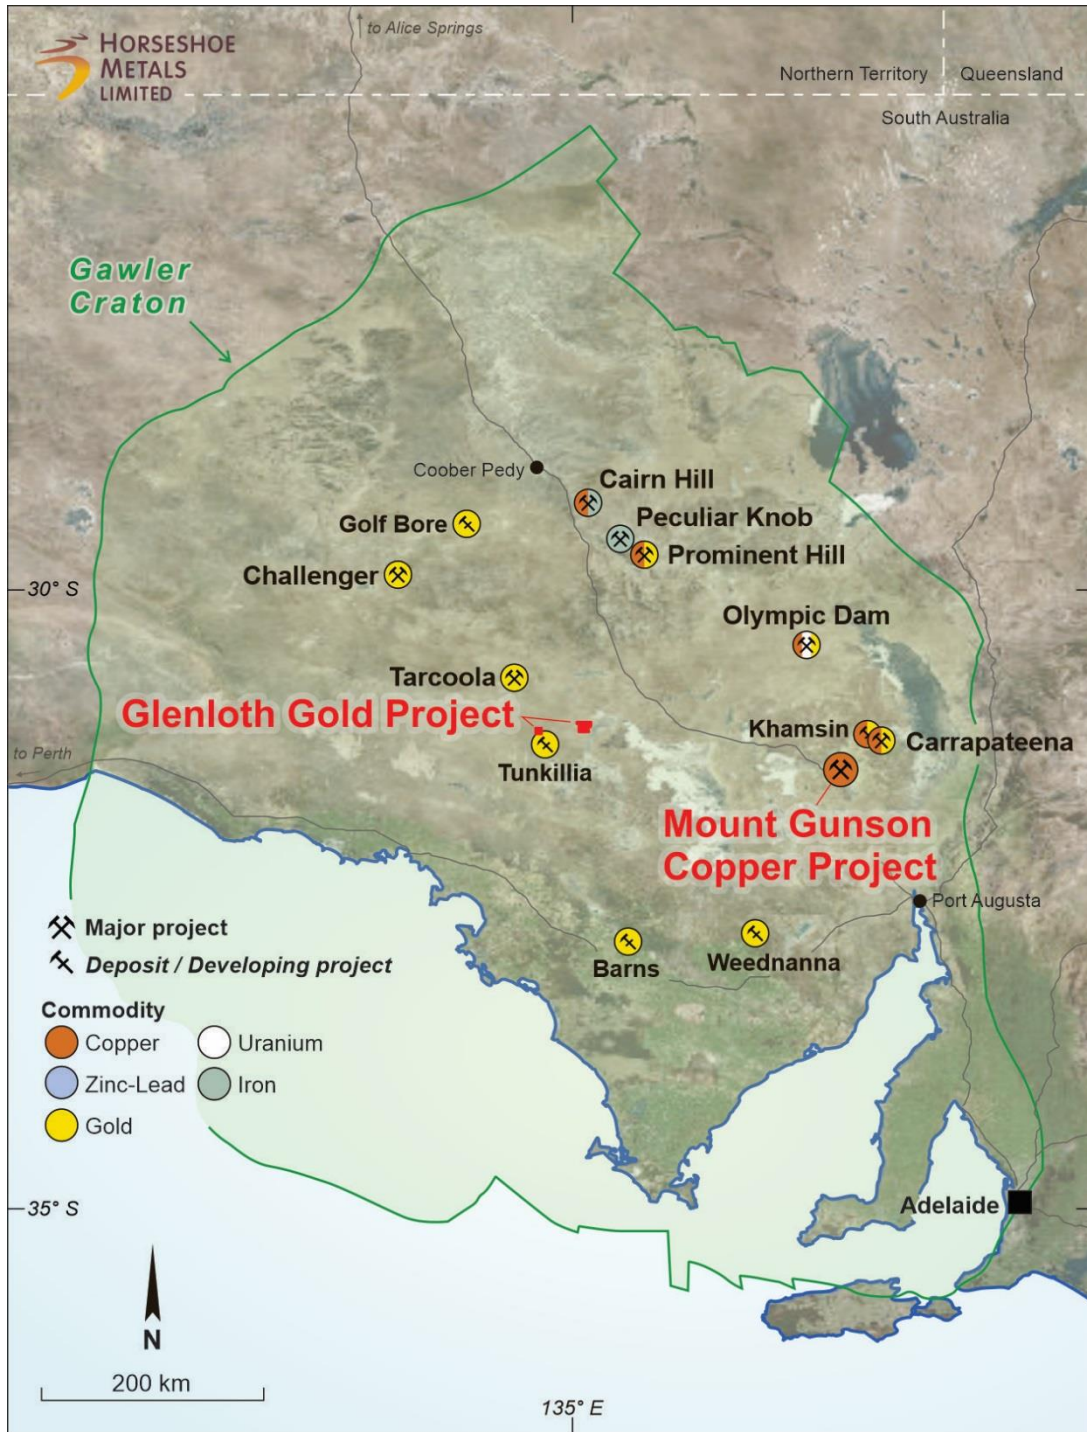 to Alice Springs
HORSESHOE
METALS
LIMITED
Northern Territory
Queensland
South Australia
Gawler
Craton
Coober Pedy
Cairn Hill
Golf Bore
Peculiar Knob
Prominent Hill
Challenger
30° S
Olympic Dam
Tarcoola
Glenloth Gold Project
Khamsin
Carrapateena
to Perth
Tunkillia
Mount Gunson
Copper Project
Port Augusta
Major project
Deposit / Developing project
Barns
Weednanna
Commodity
Copper
Uranium
Zinc-Lead
Iron
Gold
35° S
Adelaide
N
200 km
135° E